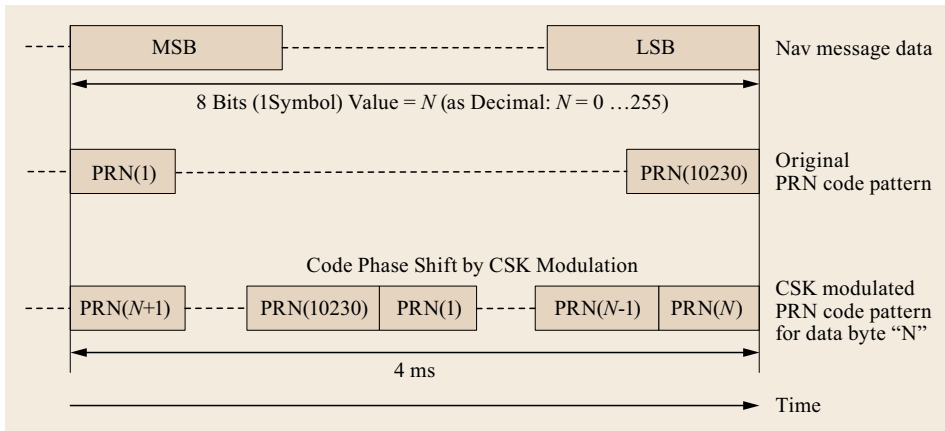 MSB
LSB
Nav message data
8 Bits (1Symbol) Value = N (as Decimal: N = 0 …255)
PRN(1)
PRN(10230)
Original
PRN code pattern
Code Phase Shift by CSK Modulation
PRN(N+1)
PRN(10230)
PRN(1)
PRN(N-1)
PRN(N)
CSK modulated
PRN code pattern
for data byte “N”
4 ms
Time